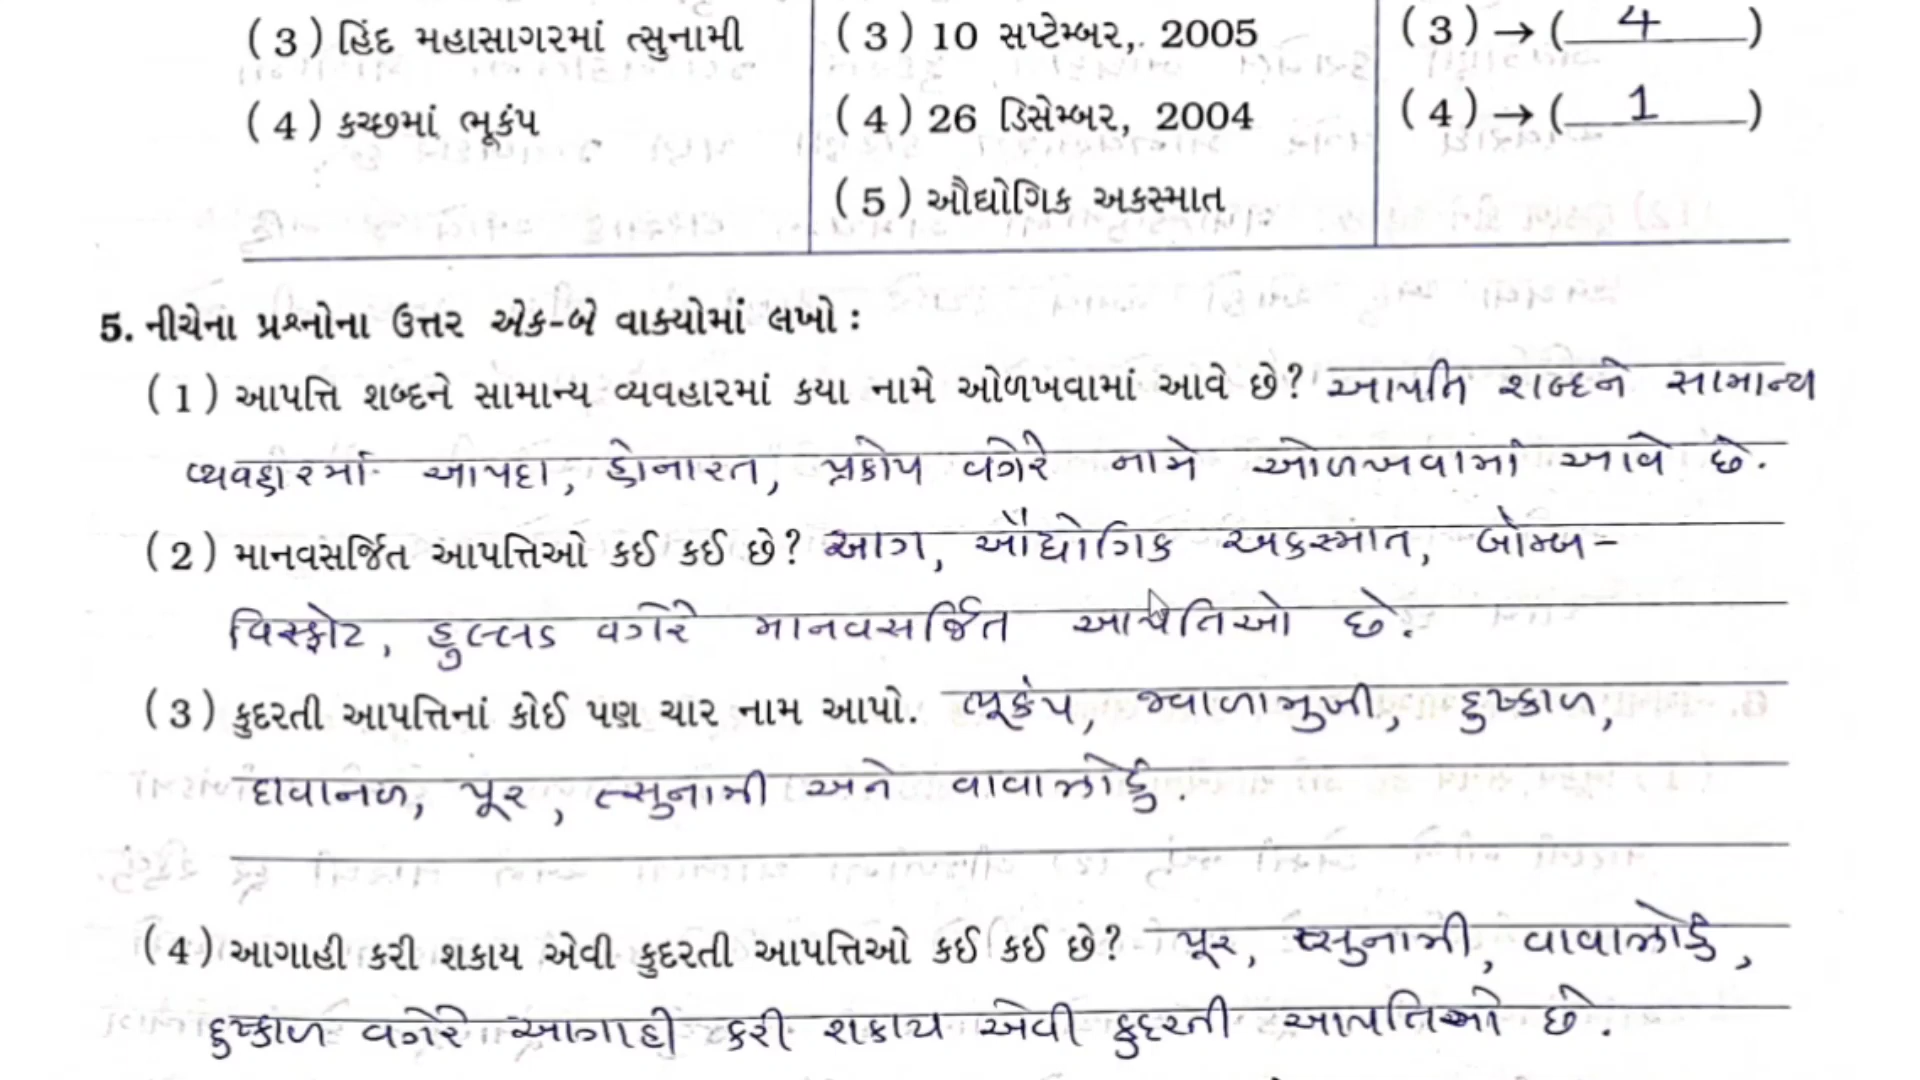 (3) હિંદ મહાસાગરમાં ત્સુનામી (3) 10 સપ્ટેમ્બર, 2005 (3) → ( 4 )
(4) કચ્છમાં ભૂકંપ (4) 26 ડિસેમ્બર, 2004 (4) → ( 1 )
(5) ઔદ્યોગિક અકસ્માત
5. નીચેના પ્રશ્નોના ઉત્તર એક-બે વાક્યોમાં લખો :
(1) આપત્તિ શબ્દને સામાન્ય વ્યવહારમાં કયા નામે ઓળખવામાં આવે છે? આપત્તિ શબ્દને સામાન્ય
વ્યવહારમાં આપદા, હોનારત, પ્રકોપ વગેરે નામે ઓળખવામાં આવે છે.
(2) માનવસર્જિત આપત્તિઓ કઈ કઈ છે? આગ, ઔદ્યોગિક અકસ્માત, બોમ્બ-
વિસ્ફોટ, હુલ્લડ વગેરે માનવસર્જિત આપત્તિઓ છે.
(3) કુદરતી આપત્તિનાં કોઈ પણ ચાર નામ આપો. ભૂકંપ, જ્વાળામુખી, દુષ્કાળ,
દાવાનળ, પૂર, ત્સુનામી અને વાવાઝોડું.
(4) આગાહી કરી શકાય એવી કુદરતી આપત્તિઓ કઈ કઈ છે? પૂર, ત્સુનામી, વાવાઝોડું,
દુષ્કાળ વગેરે આગાહી કરી શકાય એવી કુદરતી આપત્તિઓ છે.